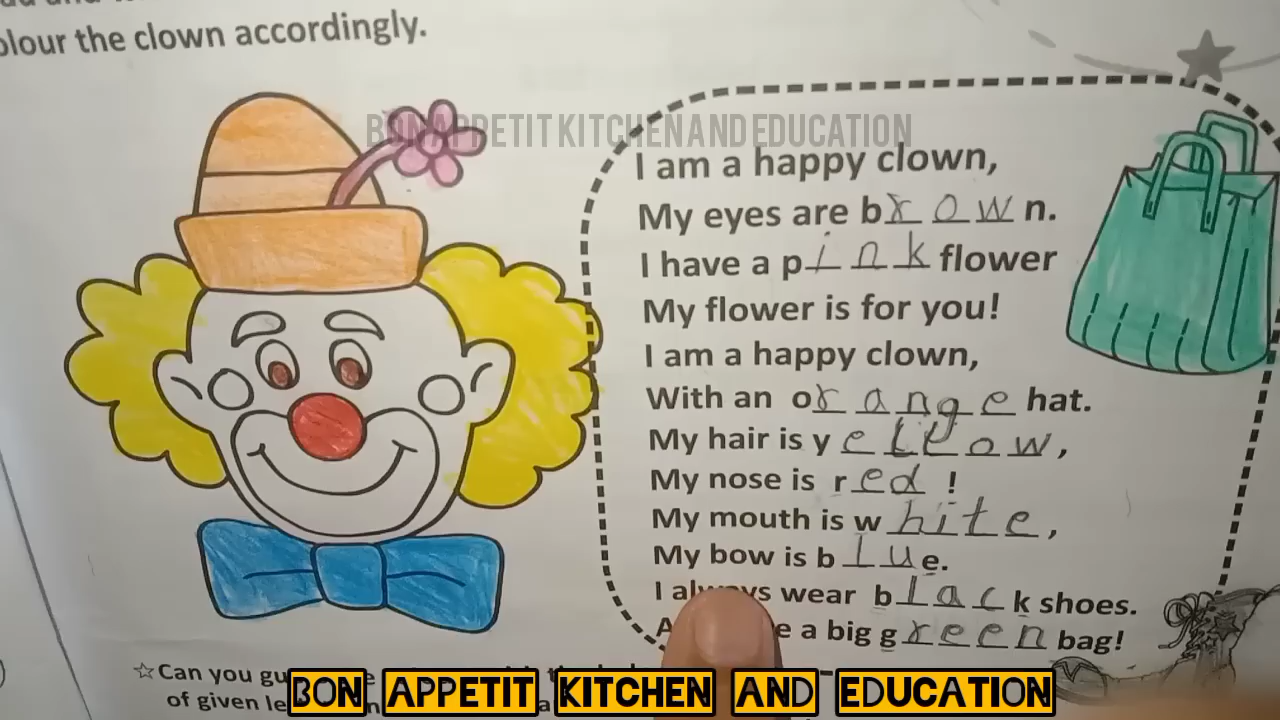 olour the clown accordingly.
BON APPETIT KITCHEN AND EDUCATION
I am a happy clown,
My eyes are brown.
I have a pink flower
My flower is for you!
I am a happy clown,
With an orange hat.
My hair is yellow,
My nose is red !
My mouth is white,
My bow is blue.
I always wear black shoes.
A e a big green bag!
☆Can you gu
of given le
BON APPETIT KITCHEN AND EDUCATION